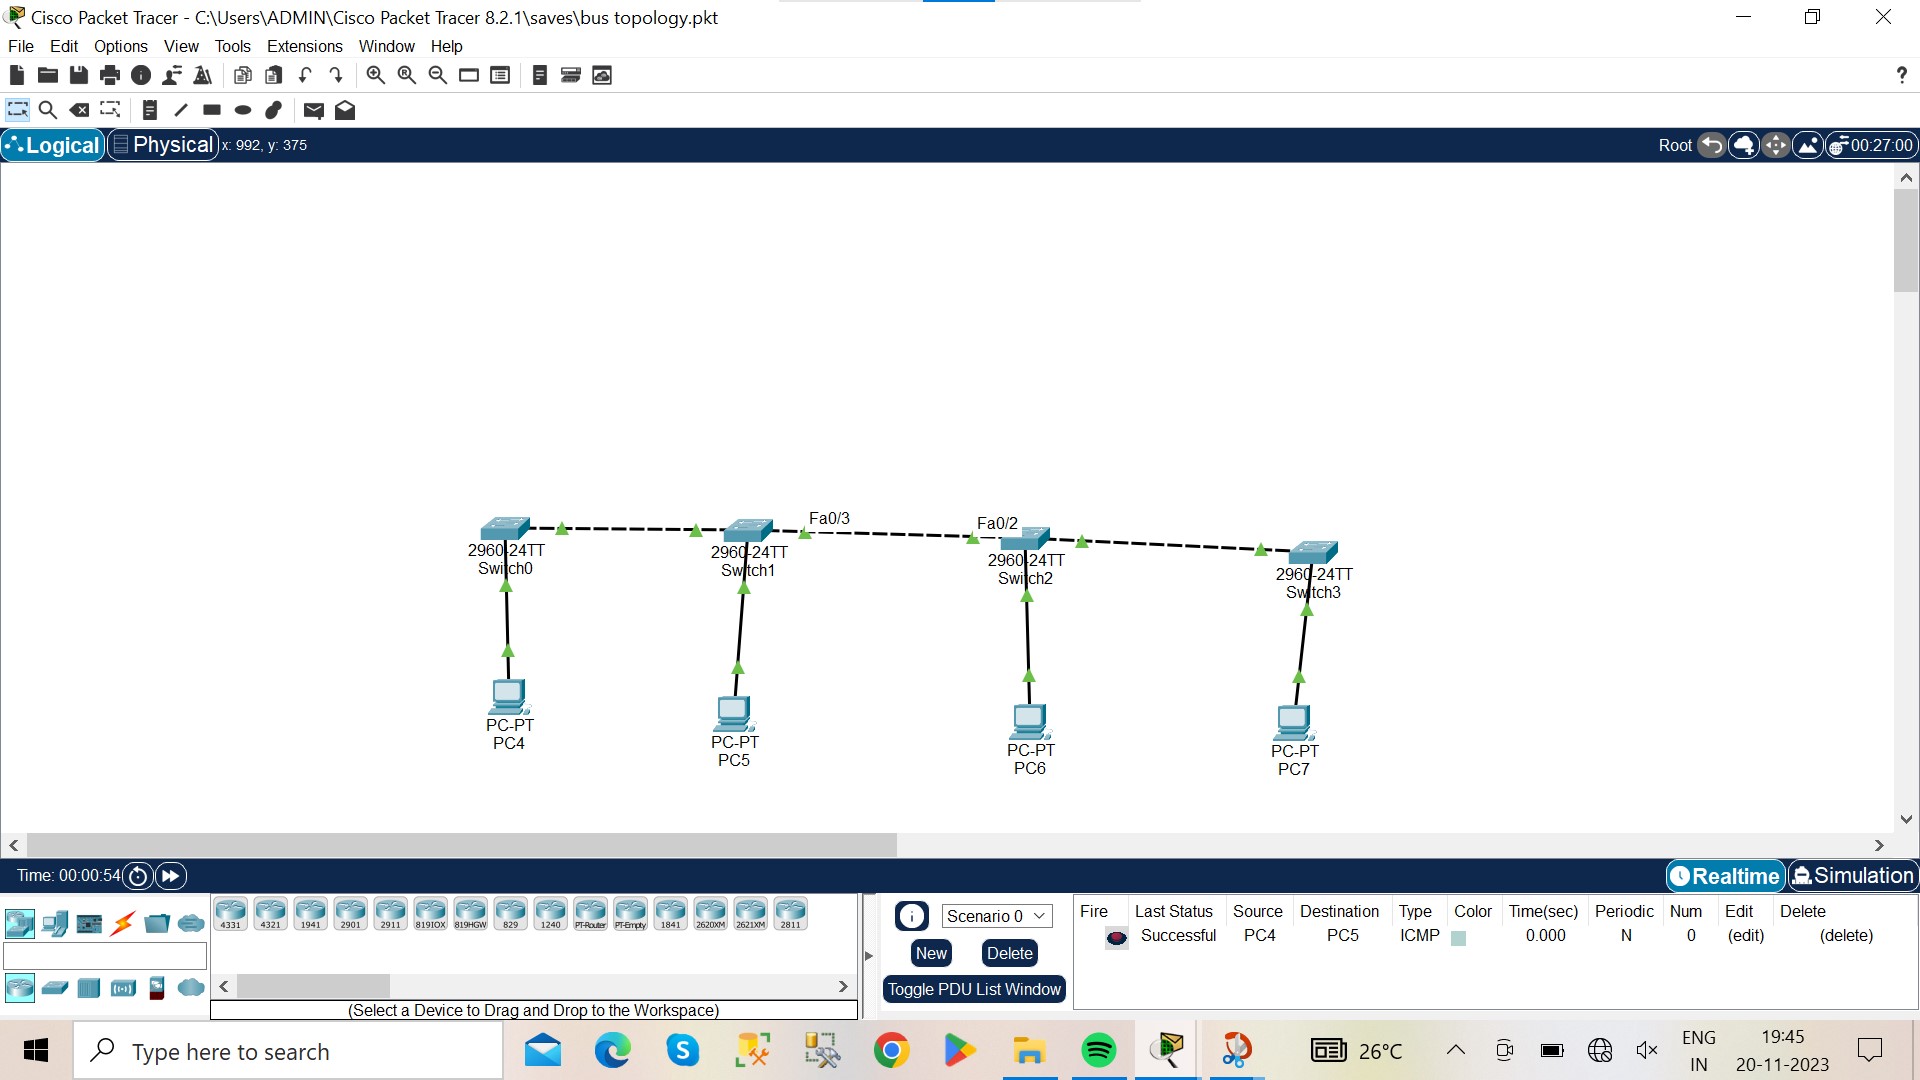 Cisco Packet Tracer - C:\Users\ADMIN\Cisco Packet Tracer 8.2.1\saves\bus topology.pkt
File Edit Options View Tools Extensions Window Help
?
Logical Physical x: 992, y: 375 Root 00:27:00
Fa0/3 Fa0/2
2960-24TT
Switch0
2960-24TT
Switch1
2960-24TT
Switch2
2960-24TT
Switch3
PC-PT
PC4
PC-PT
PC5
PC-PT
PC6
PC-PT
PC7
Time: 00:00:54 Realtime Simulation
4331 4321 1941 2901 2911 819IOX 819HGW 829 1240 PT-Router PT-Empty 1841 2620XM 2621XM 2811
(Select a Device to Drag and Drop to the Workspace)
Scenario 0
New Delete
Toggle PDU List Window
Fire Last Status Source Destination Type Color Time(sec) Periodic Num Edit Delete
Successful PC4 PC5 ICMP 0.000 N 0 (edit) (delete)
Type here to search
26°C
ENG
IN
19:45
20-11-2023